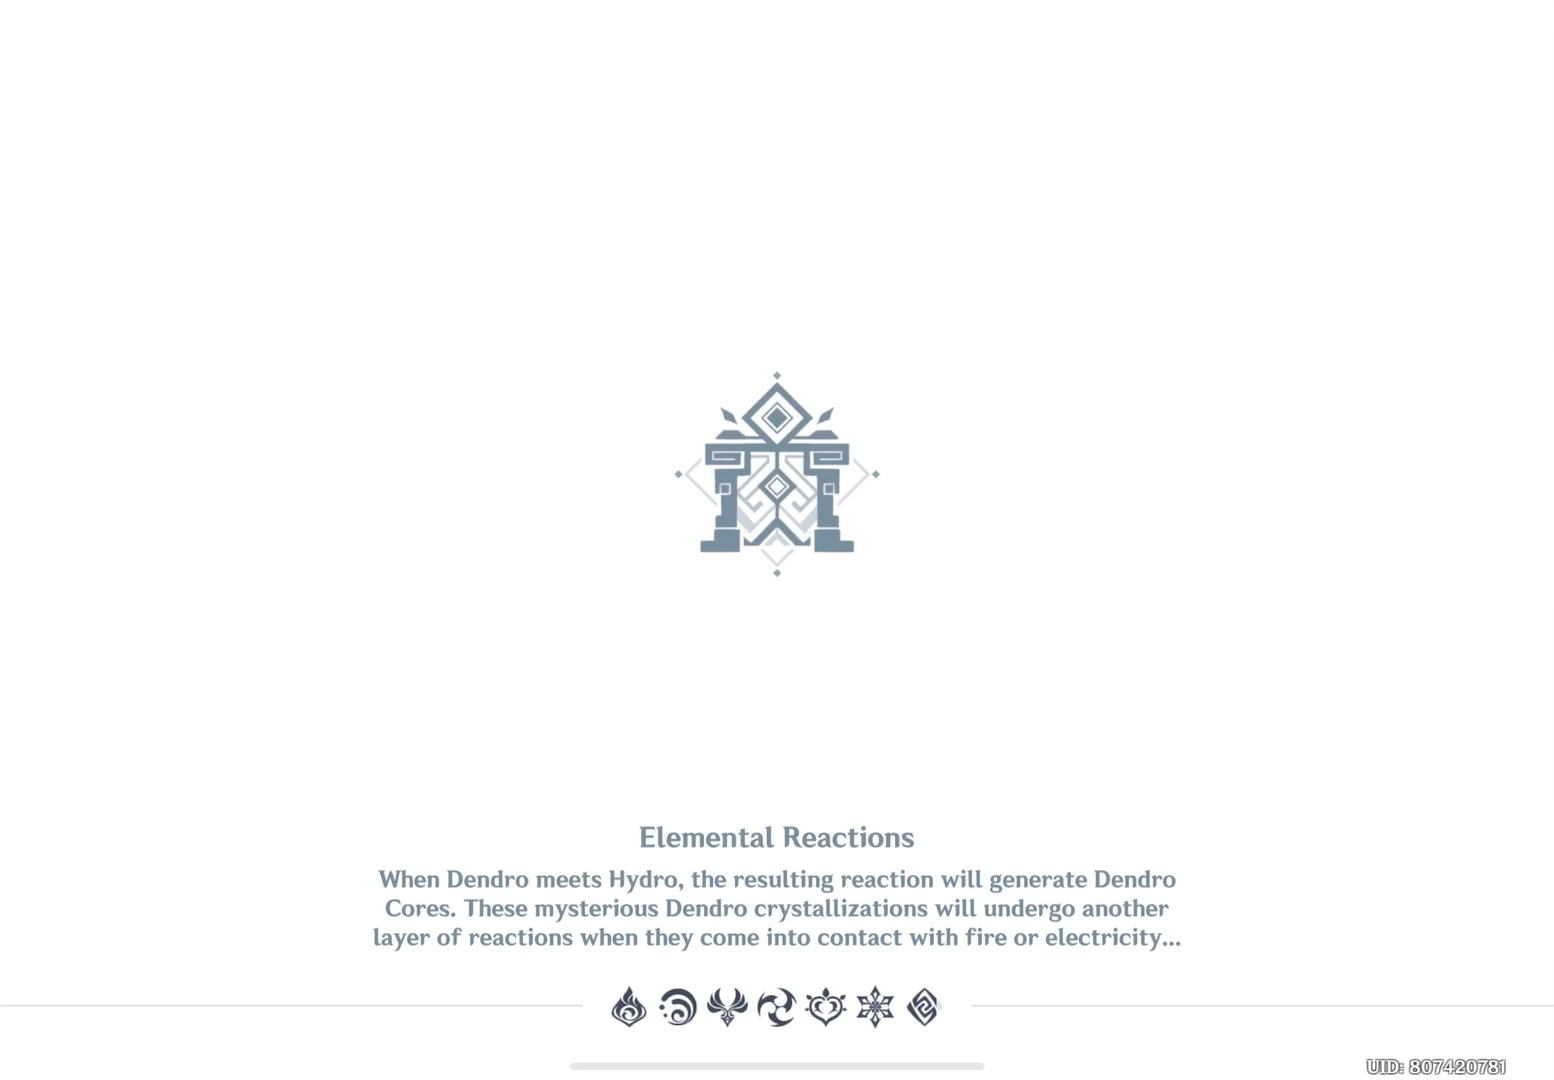 Elemental Reactions
When Dendro meets Hydro, the resulting reaction will generate Dendro
Cores. These mysterious Dendro crystallizations will undergo another
layer of reactions when they come into contact with fire or electricity...
UID: 807420781